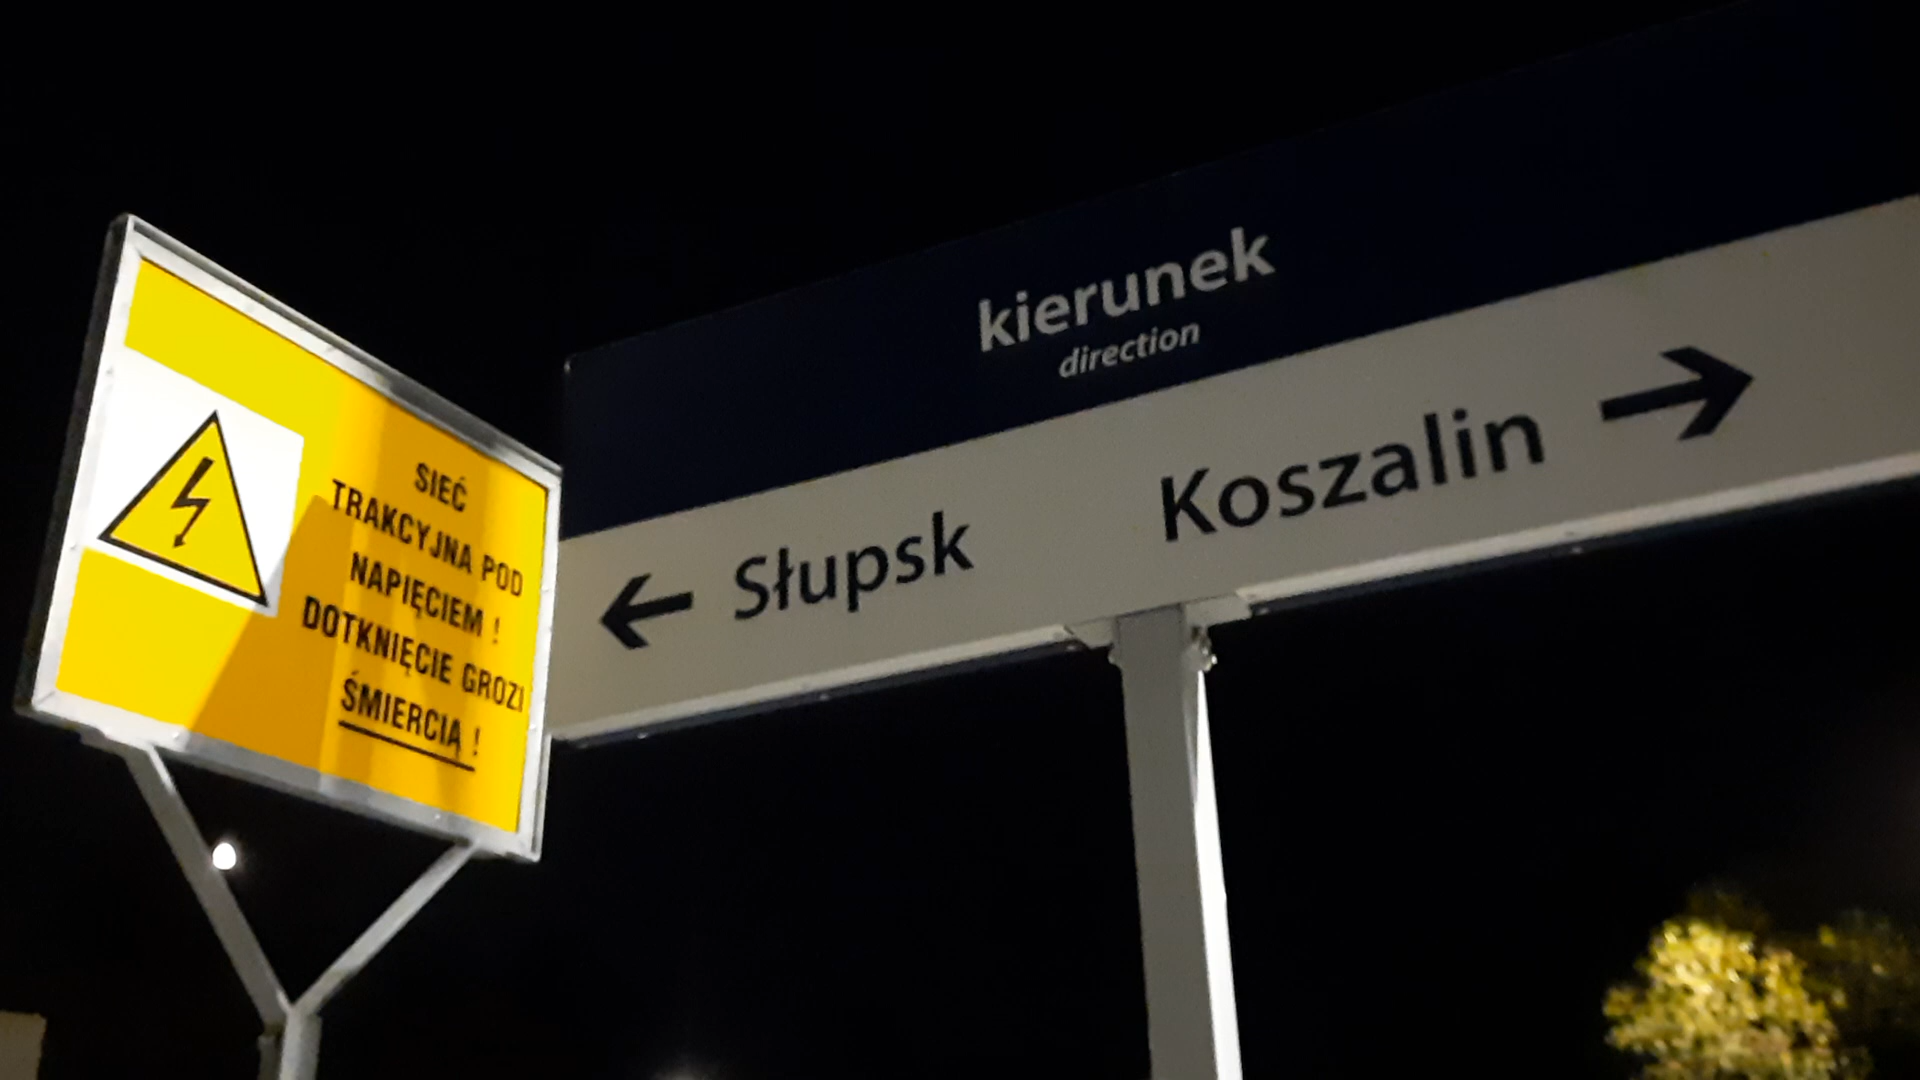 SIEĆ
TRAKCYJNA POD
NAPIĘCIEM !
DOTKNIĘCIE GROZI
ŚMIERCIĄ !
kierunek
direction
← Słupsk
Koszalin →